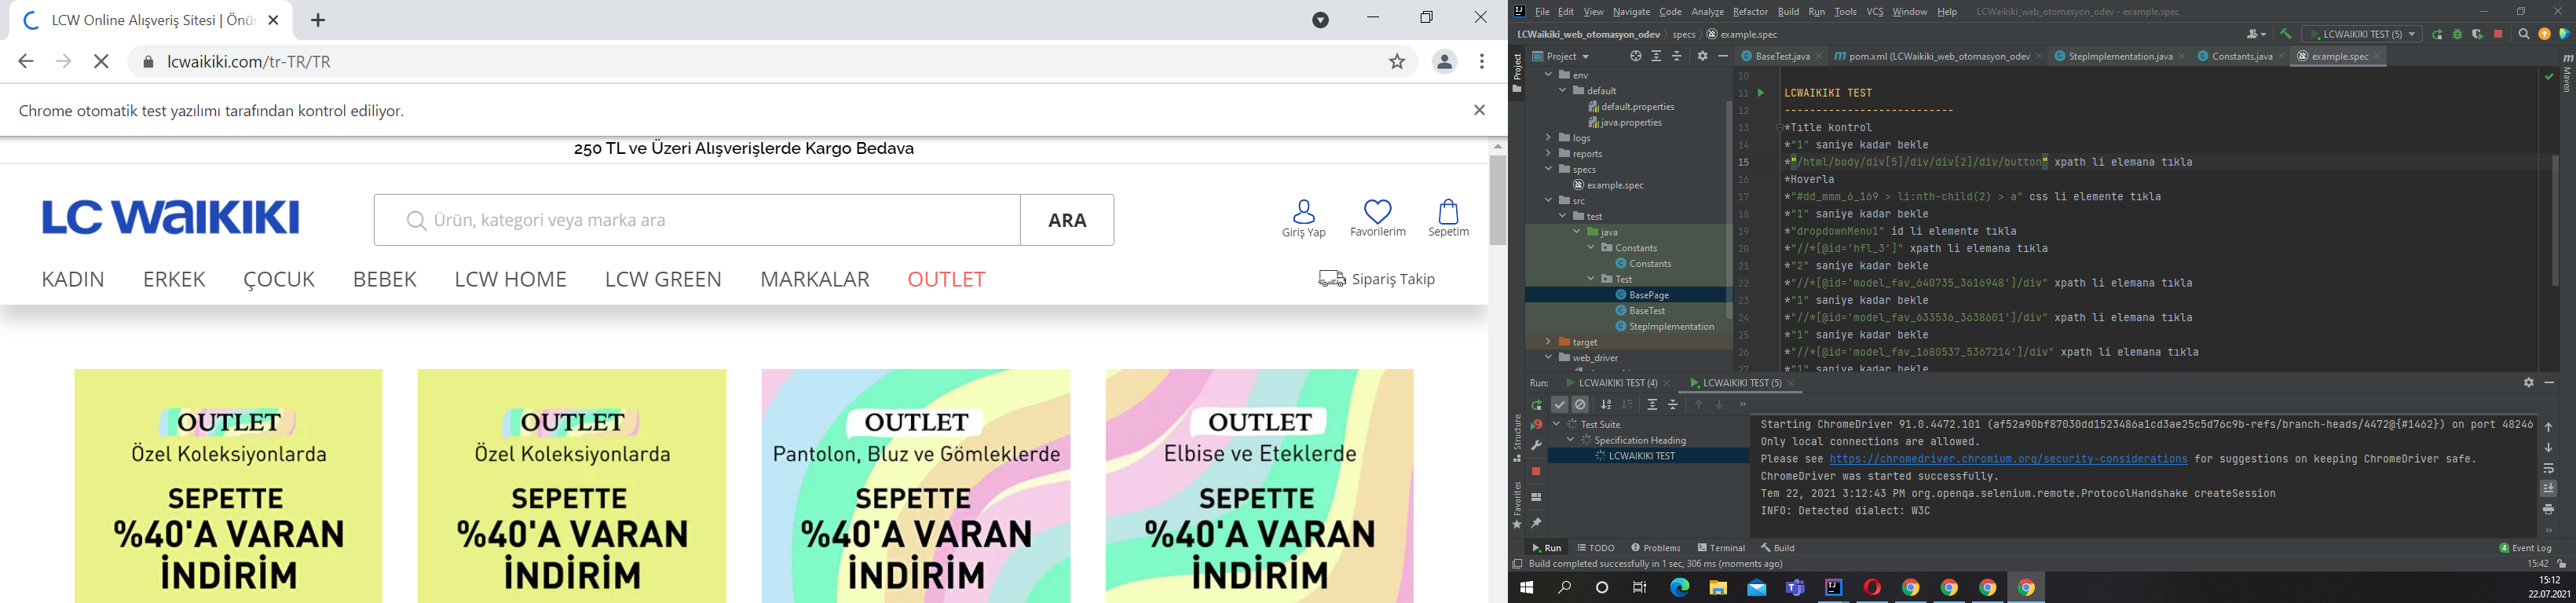 LCW Online Alışveriş Sitesi | Önür
lcwaikiki.com/tr-TR/TR
Chrome otomatik test yazılımı tarafından kontrol ediliyor.
250 TL ve Üzeri Alışverişlerde Kargo Bedava
LC WAIKIKI
Ürün, kategori veya marka ara
ARA
Giriş Yap
Favorilerim
Sepetim
KADIN ERKEK ÇOCUK BEBEK LCW HOME LCW GREEN MARKALAR OUTLET
Sipariş Takip
OUTLET
Özel Koleksiyonlarda
SEPETTE
%40'A VARAN
İNDİRİM
OUTLET
Özel Koleksiyonlarda
SEPETTE
%40'A VARAN
İNDİRİM
OUTLET
Pantolon, Bluz ve Gömleklerde
SEPETTE
%40'A VARAN
İNDİRİM
OUTLET
Elbise ve Eteklerde
SEPETTE
%40'A VARAN
İNDİRİM
File Edit View Navigate Code Analyze Refactor Build Run Tools VCS Window Help LCWaikiki_web_otomasyon_odev - example.spec
LCWaikiki_web_otomasyon_odev specs example.spec
LCWAIKIKI TEST (5)
Project
Project
env
default
default.properties
java.properties
logs
reports
specs
example.spec
src
test
java
Constants
Constants
Test
BasePage
BaseTest
StepImplementation
target
web_driver
BaseTest.java pom.xml (LCWaikiki_web_otomasyon_odev) StepImplementation.java Constants.java example.spec
Maven
10
11 LCWAIKIKI TEST
12 ---------------------------
13 *Tıtle kontrol
14 *"1" saniye kadar bekle
15 *"/html/body/div[5]/div/div[2]/div/button" xpath li elemana tıkla
16 *Hoverla
17 *"#dd_mmm_6_169 > li:nth-child(2) > a" css li elemente tıkla
18 *"1" saniye kadar bekle
19 *"dropdownMenu1" id li elemente tıkla
20 *"//*[@id='hfl_3']" xpath li elemana tıkla
21 *"2" saniye kadar bekle
22 *"//*[@id='model_fav_640735_3616948']/div" xpath li elemana tıkla
23 *"1" saniye kadar bekle
24 *"//*[@id='model_fav_633536_3638601']/div" xpath li elemana tıkla
25 *"1" saniye kadar bekle
26 *"//*[@id='model_fav_1680537_5367214']/div" xpath li elemana tıkla
27 *"1" saniye kadar bekle
Run: LCWAIKIKI TEST (4) LCWAIKIKI TEST (5)
Structure
Favorites
Test Suite
Specification Heading
LCWAIKIKI TEST
Starting ChromeDriver 91.0.4472.101 (af52a90bf87030dd1523486a1cd3ae25c5d76c9b-refs/branch-heads/4472@{#1462}) on port 48246
Only local connections are allowed.
Please see https://chromedriver.chromium.org/security-considerations for suggestions on keeping ChromeDriver safe.
ChromeDriver was started successfully.
Tem 22, 2021 3:12:43 PM org.openqa.selenium.remote.ProtocolHandshake createSession
INFO: Detected dialect: W3C
Run TODO Problems Terminal Build
4 Event Log
Build completed successfully in 1 sec, 306 ms (moments ago)
15:42
15:12
22.07.2021